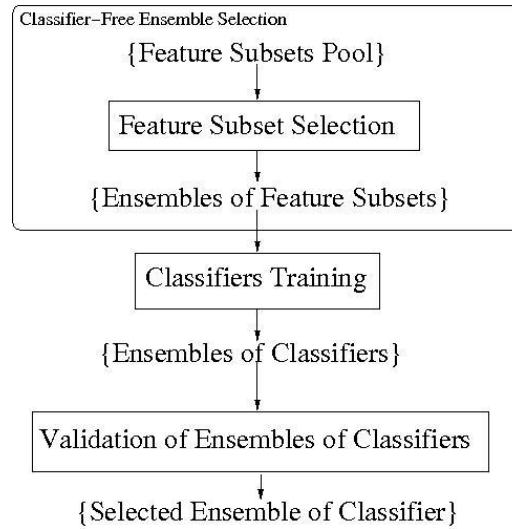 Classifier-Free Ensemble Selection
{Feature Subsets Pool}
Feature Subset Selection
{Ensembles of Feature Subsets}
Classifiers Training
{Ensembles of Classifiers}
Validation of Ensembles of Classifiers
{Selected Ensemble of Classifier}